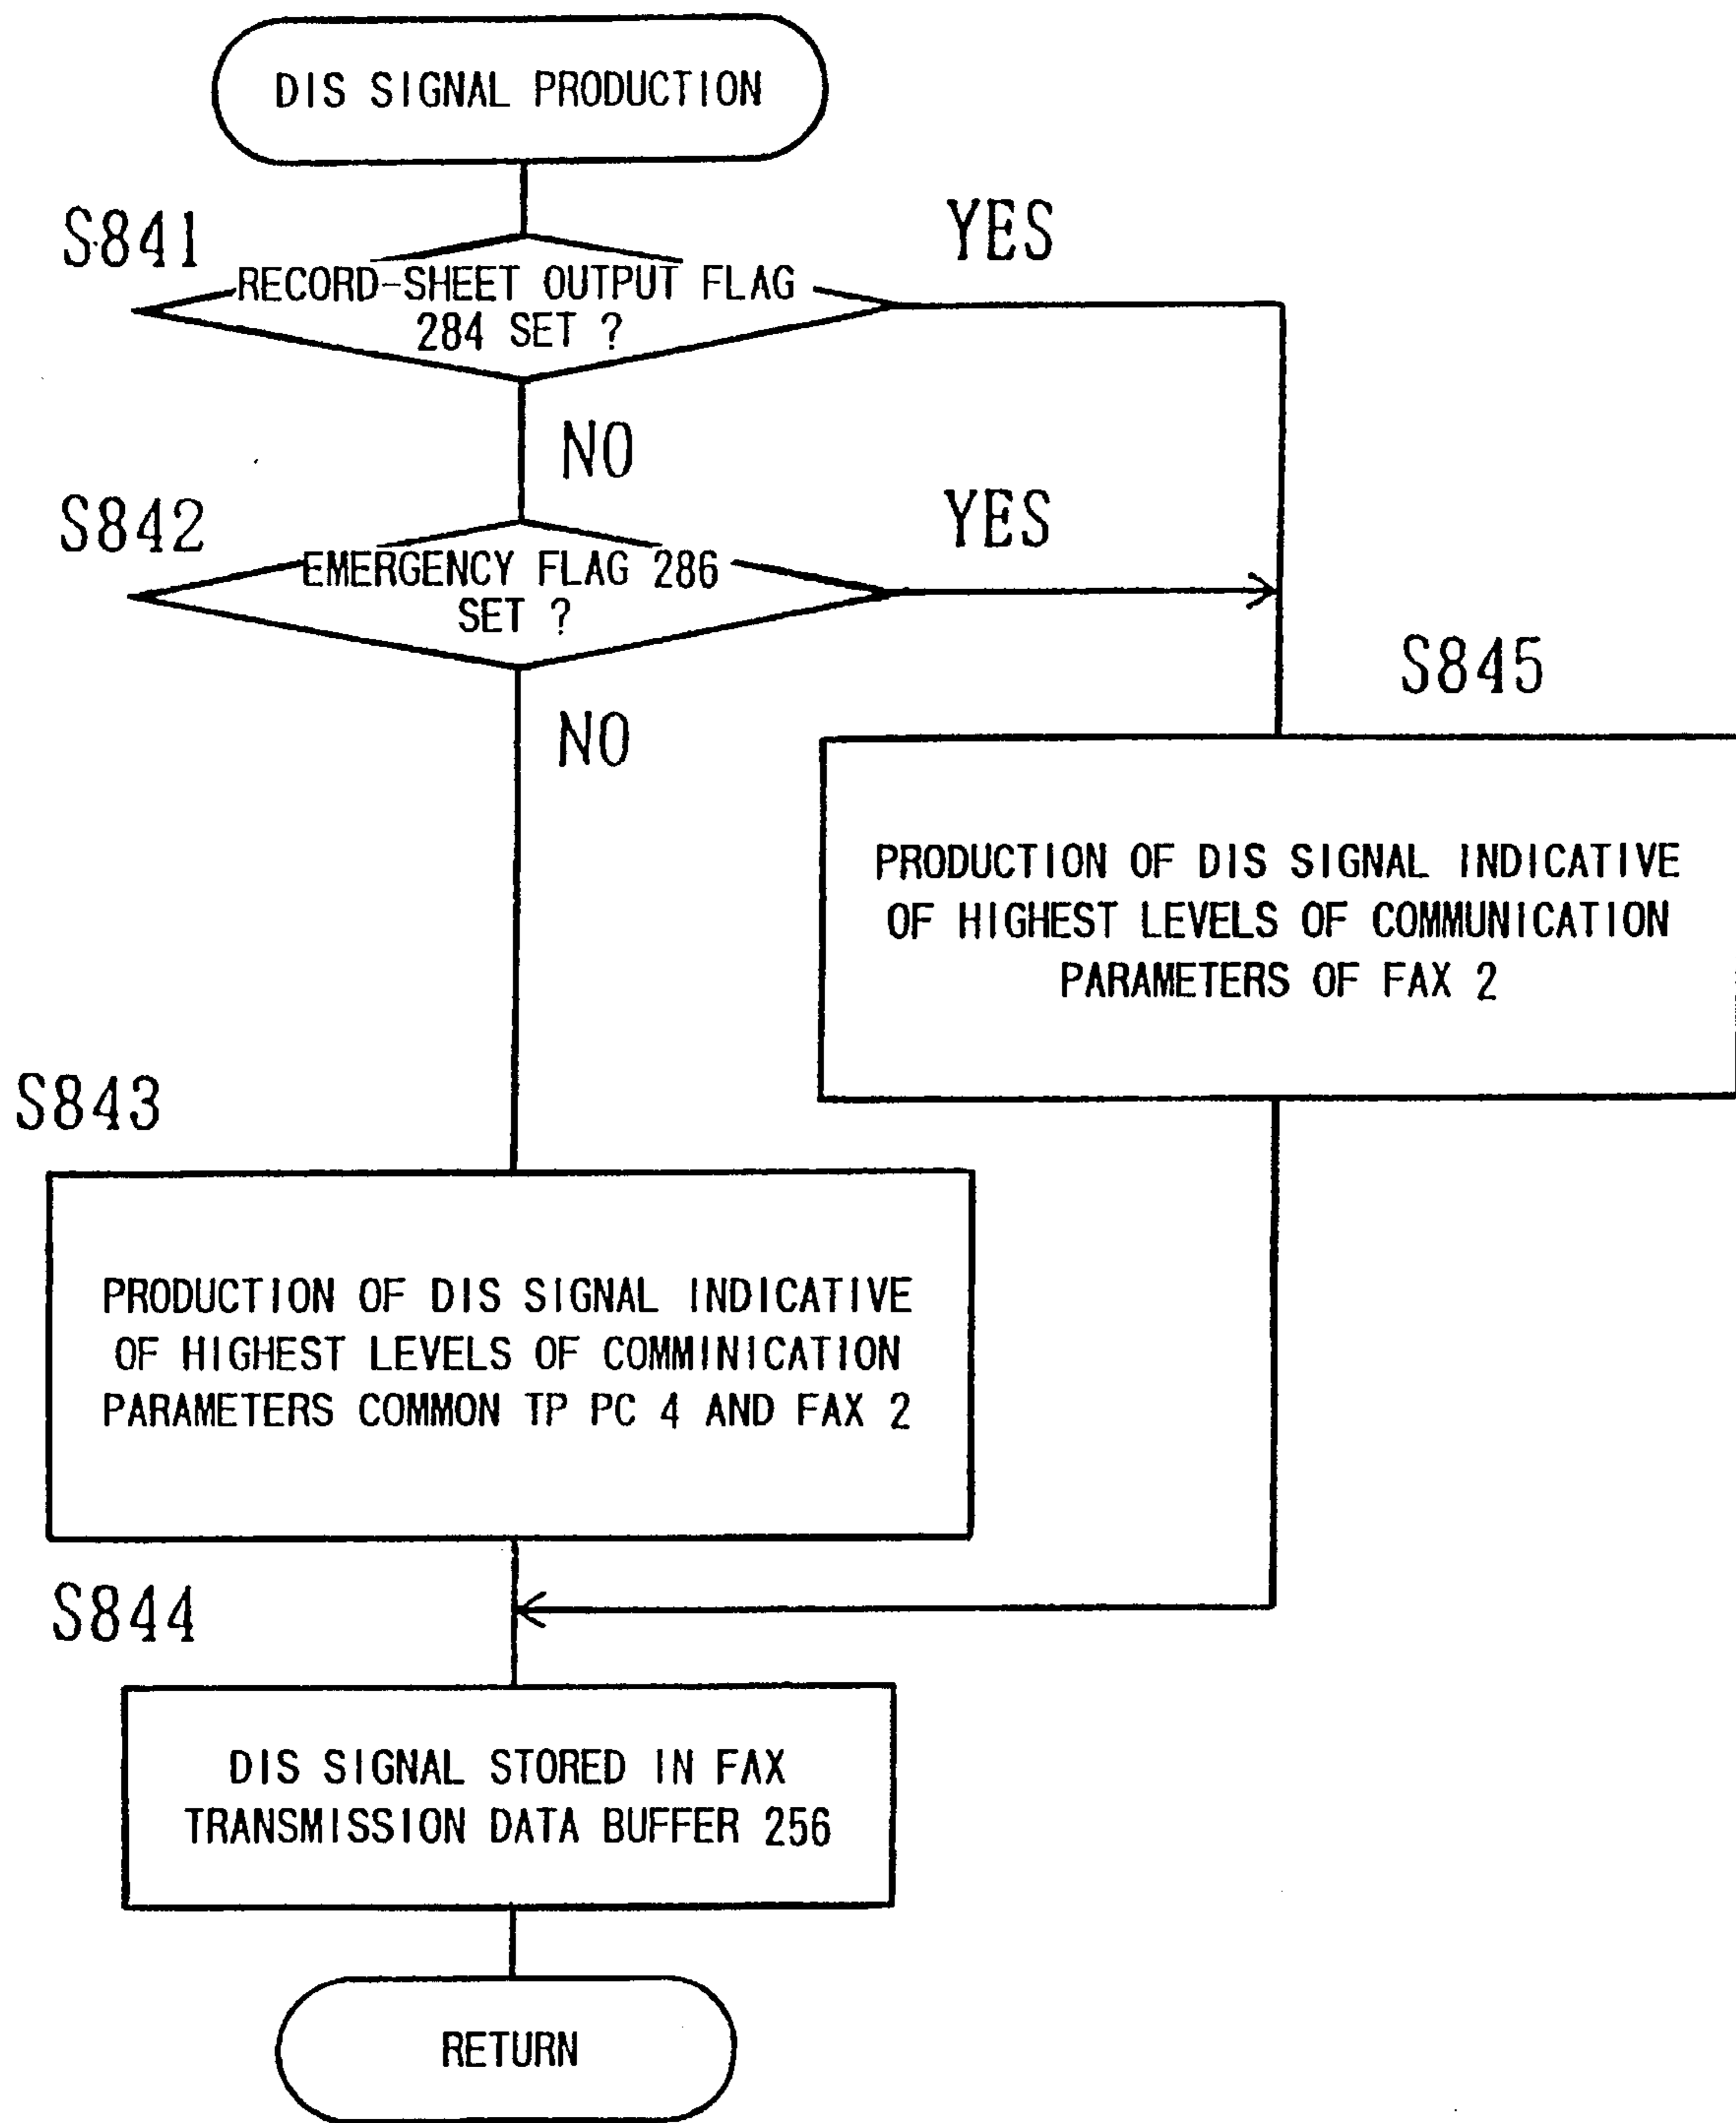 DIS SIGNAL PRODUCTION
S841
YES
RECORD-SHEET OUTPUT FLAG
284 SET ?
NO
S842
YES
EMERGENCY FLAG 286
SET ?
NO
S845
PRODUCTION OF DIS SIGNAL INDICATIVE
OF HIGHEST LEVELS OF COMMUNICATION
PARAMETERS OF FAX 2
S843
PRODUCTION OF DIS SIGNAL INDICATIVE
OF HIGHEST LEVELS OF COMMINICATION
PARAMETERS COMMON TP PC 4 AND FAX 2
S844
DIS SIGNAL STORED IN FAX
TRANSMISSION DATA BUFFER 256
RETURN